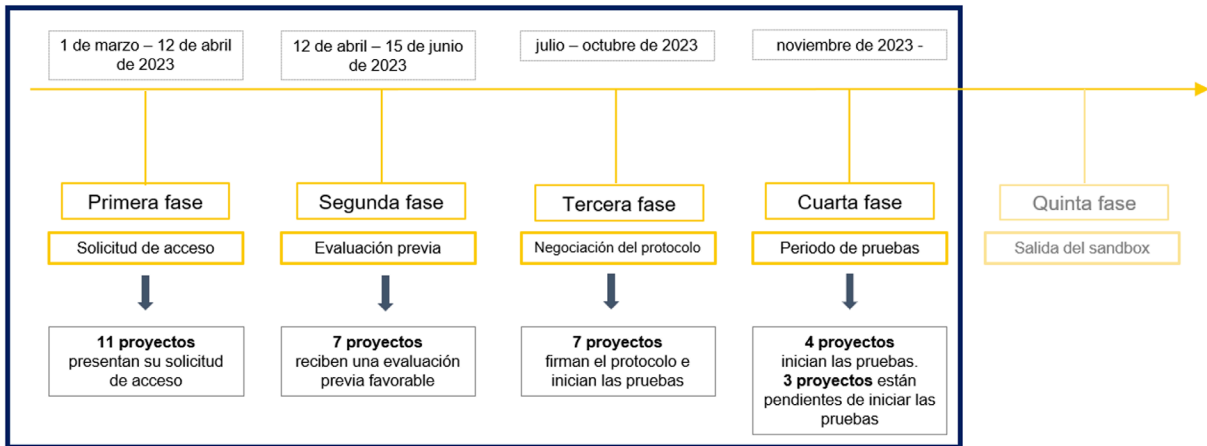 1 de marzo – 12 de abril
de 2023
12 de abril – 15 de junio
de 2023
julio – octubre de 2023
noviembre de 2023 -
Primera fase
Segunda fase
Tercera fase
Cuarta fase
Quinta fase
Solicitud de acceso
Evaluación previa
Negociación del protocolo
Periodo de pruebas
Salida del sandbox
11 proyectos
presentan su solicitud
de acceso
7 proyectos
reciben una evaluación
previa favorable
7 proyectos
firman el protocolo e
inician las pruebas
4 proyectos
inician las pruebas.
3 proyectos están
pendientes de iniciar las
pruebas